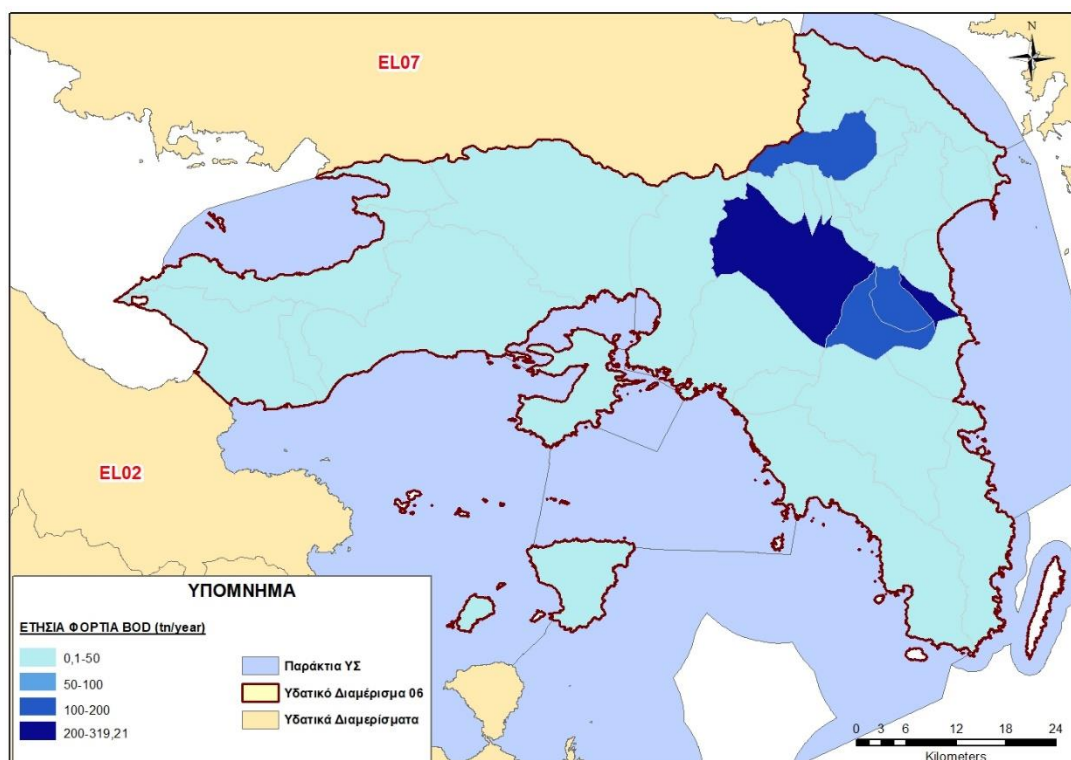 EL07
N
EL02
ΥΠΟΜΝΗΜΑ
ΕΤΗΣΙΑ ΦΟΡΤΙΑ BOD (tn/year)
0,1-50
50-100
100-200
200-319,21
Παράκτια ΥΣ
Υδατικό Διαμέρισμα 06
Υδατικά Διαμερίσματα
0 3 6 12 18 24
Kilometers